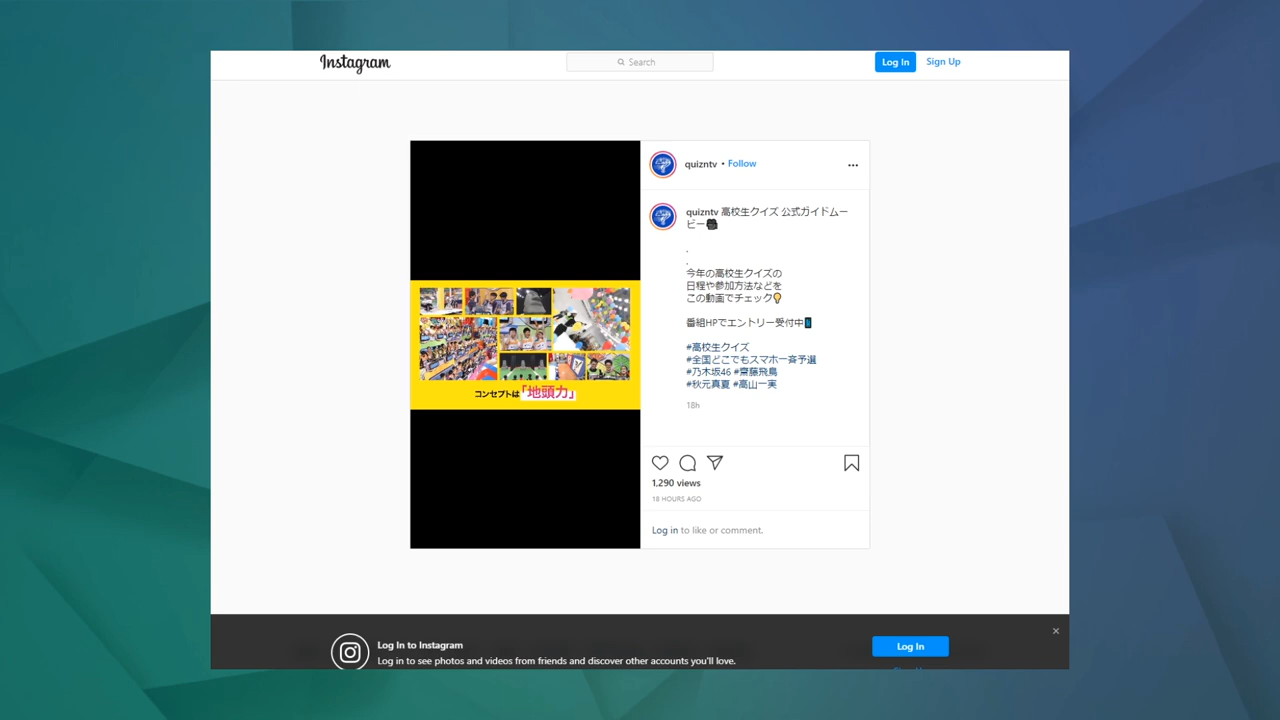 Instagram
Search
Log In
Sign Up
quizntv • Follow
quizntv 高校生クイズ 公式ガイドムー
ビー
.
.
今年の高校生クイズの
日程や参加方法などを
この動画でチェック
番組HPでエントリー受付中
#高校生クイズ
#全国どこでもスマホ一斉予選
#乃木坂46 #齋藤飛鳥
#秋元真夏 #高山一実
18h
コンセプトは「地頭力」
1,290 views
18 HOURS AGO
Log in to like or comment.
Log In to Instagram
Log in to see photos and videos from friends and discover other accounts you'll love.
Log In